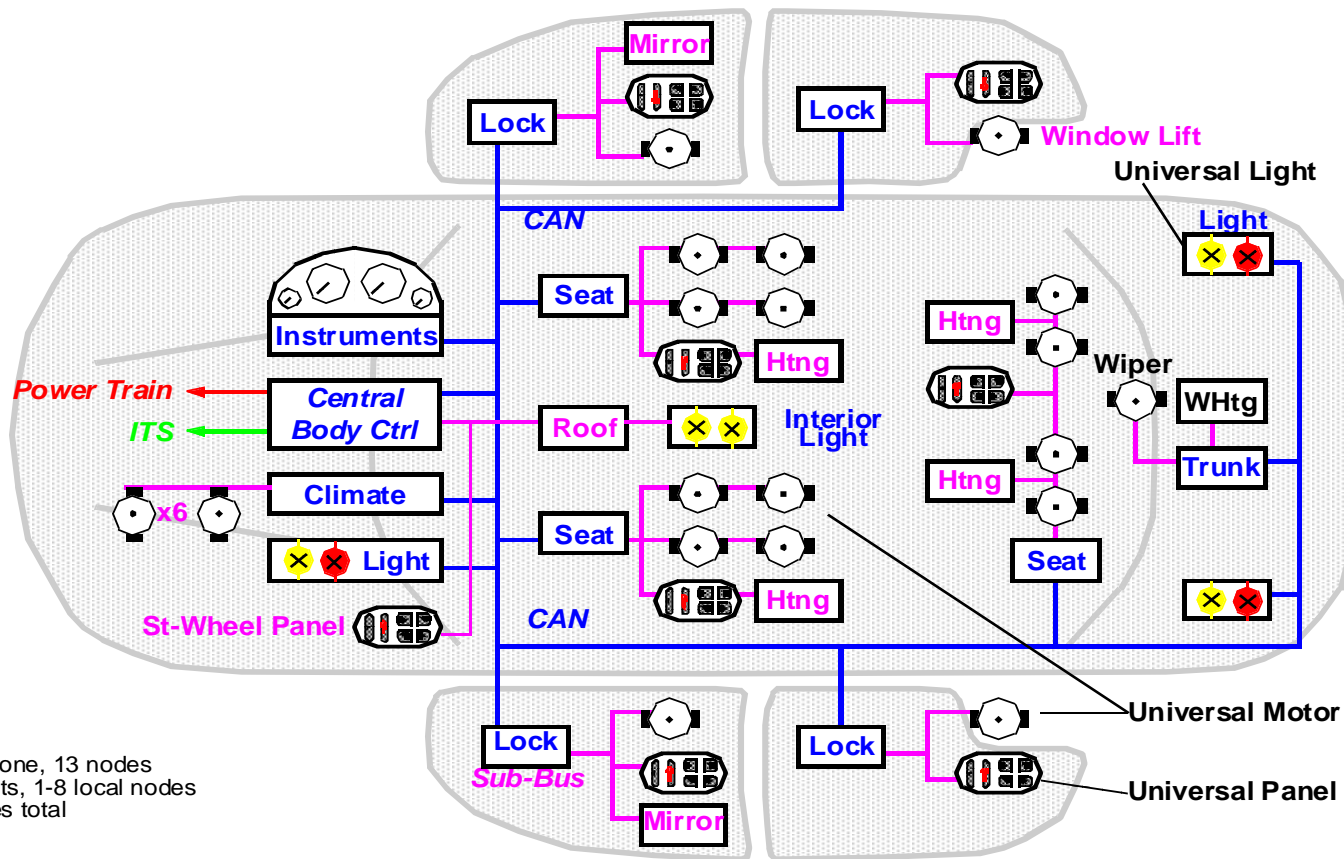 Mirror
Lock
Lock
Window Lift
Universal Light
CAN
Light
Seat
Htng
Instruments
Htng
Wiper
Power Train
Central
Body Ctrl
WHtg
ITS
Roof
Interior
Light
Trunk
Climate
Htng
x6
Seat
Light
Seat
Htng
CAN
St-Wheel Panel
Universal Motor
Lock
Lock
one, 13 nodes
Sub-Bus
ts, 1-8 local nodes
Universal Panel
s total
Mirror